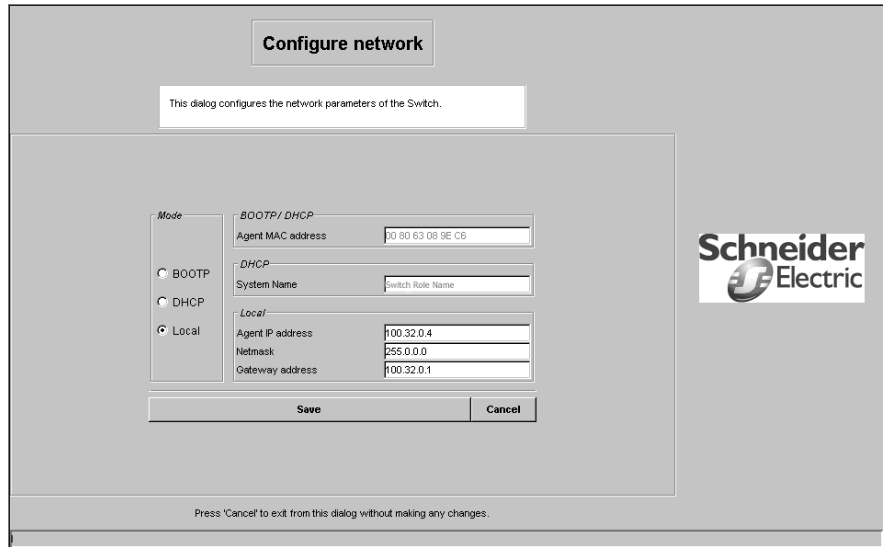 Configure network
This dialog configures the network parameters of the Switch.
Mode
BOOTP
DHCP
Local
BOOTP/ DHCP
Agent MAC address 00 80 63 08 9E C6
DHCP
System Name Switch Role Name
Local
Agent IP address 100.32.0.4
Netmask 255.0.0.0
Gateway address 100.32.0.1
Save Cancel
Schneider
Electric
Press 'Cancel' to exit from this dialog without making any changes.